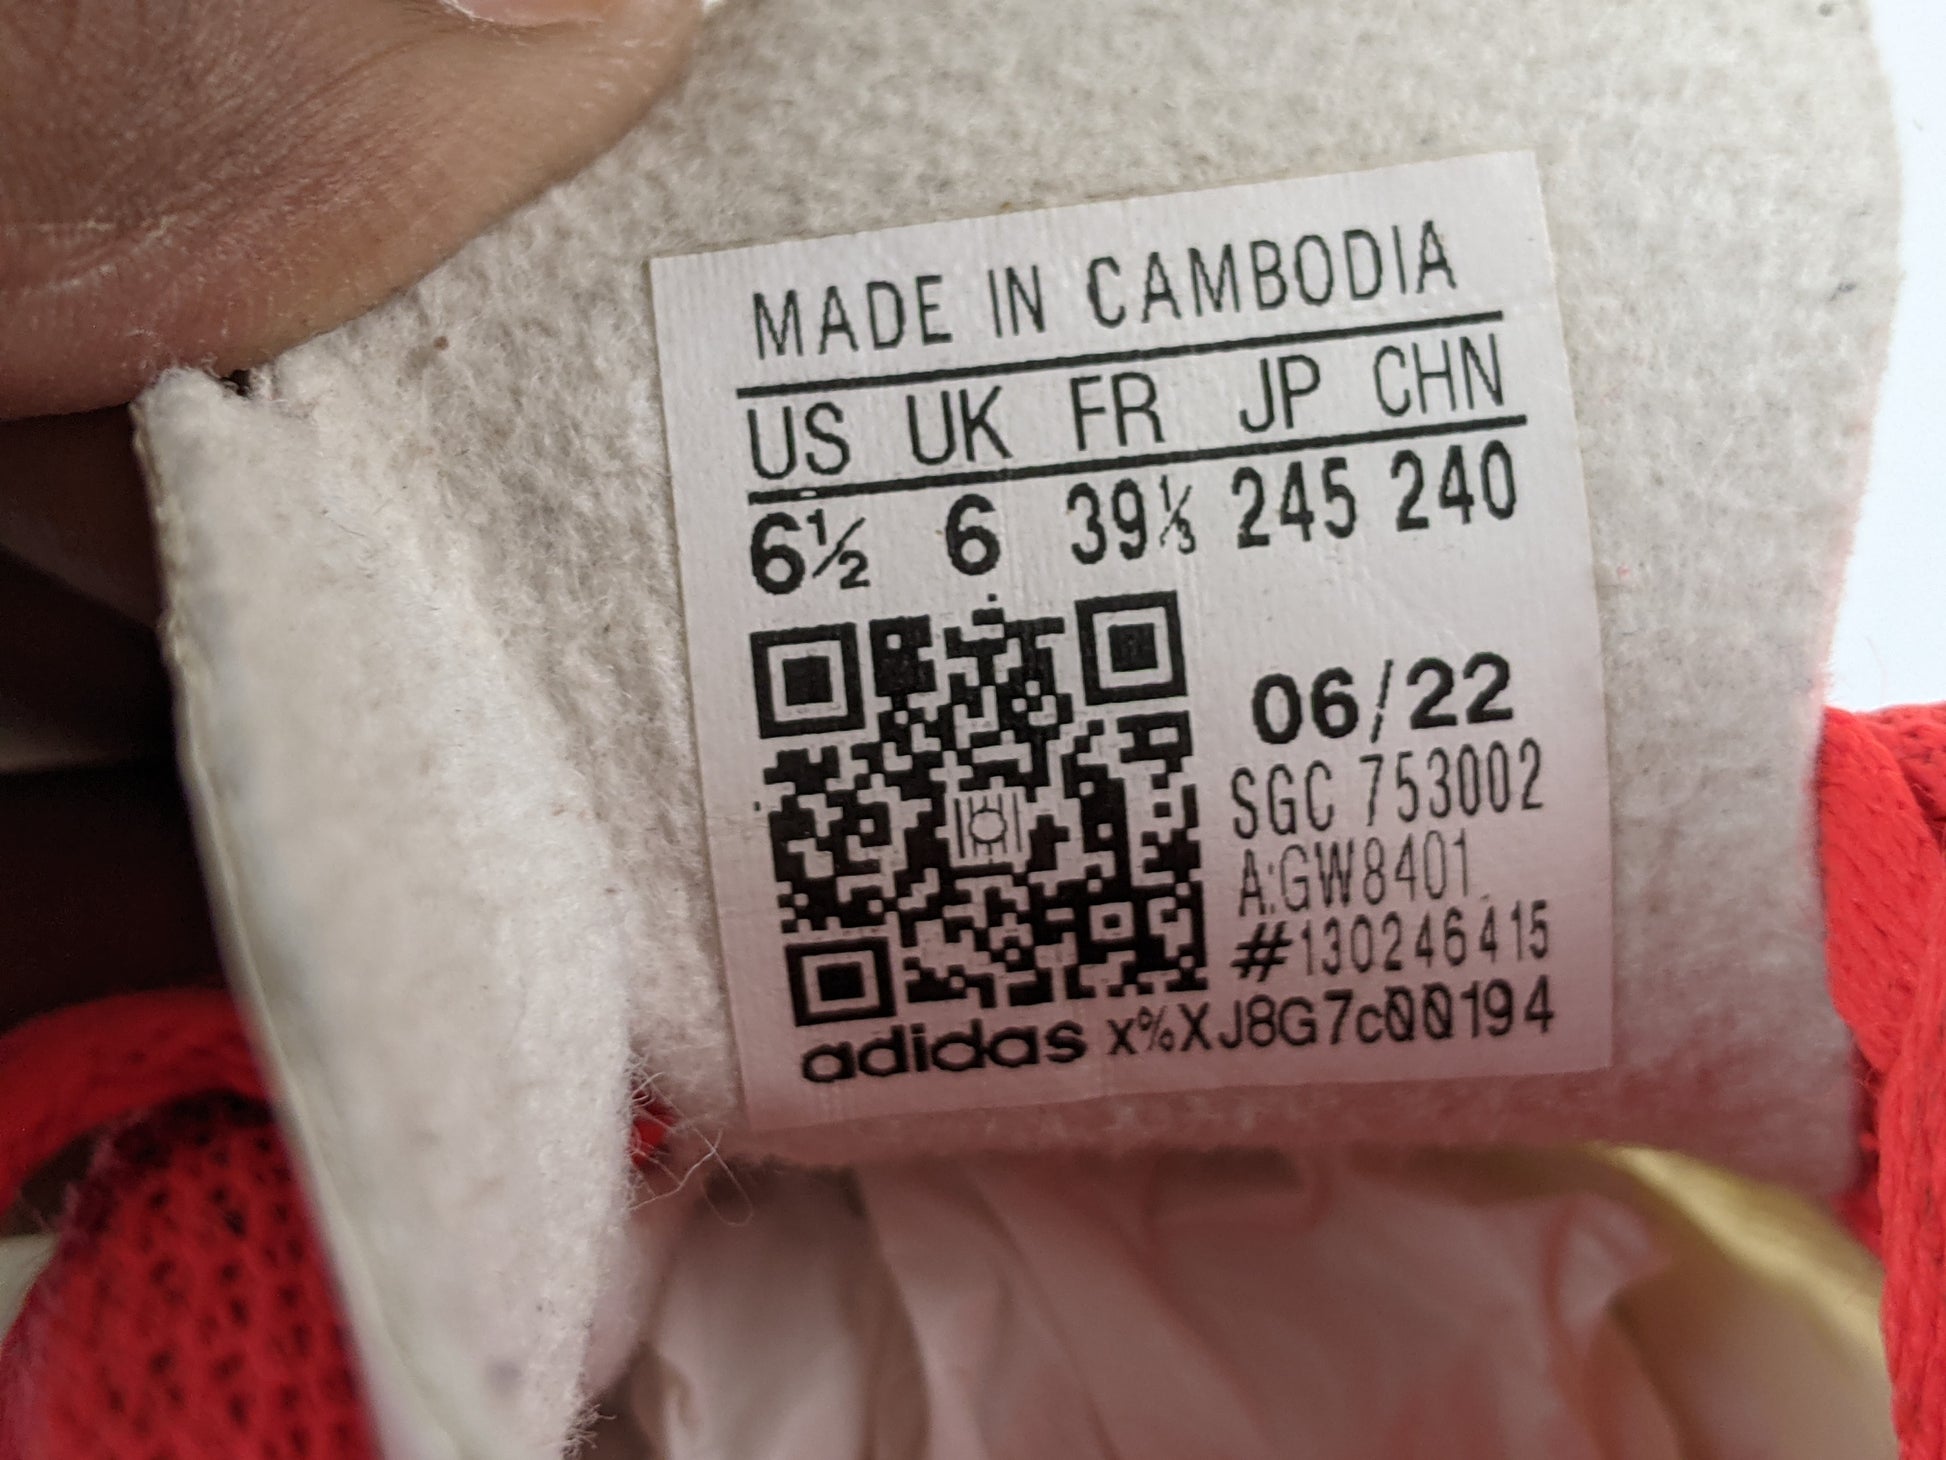 MADE IN CAMBODIA
US UK FR JP CHN
6½ 6 39⅓ 245 240
06/22
SGC 753002
A:GW8401
#130246415
adidas x%XJ8G7c00194